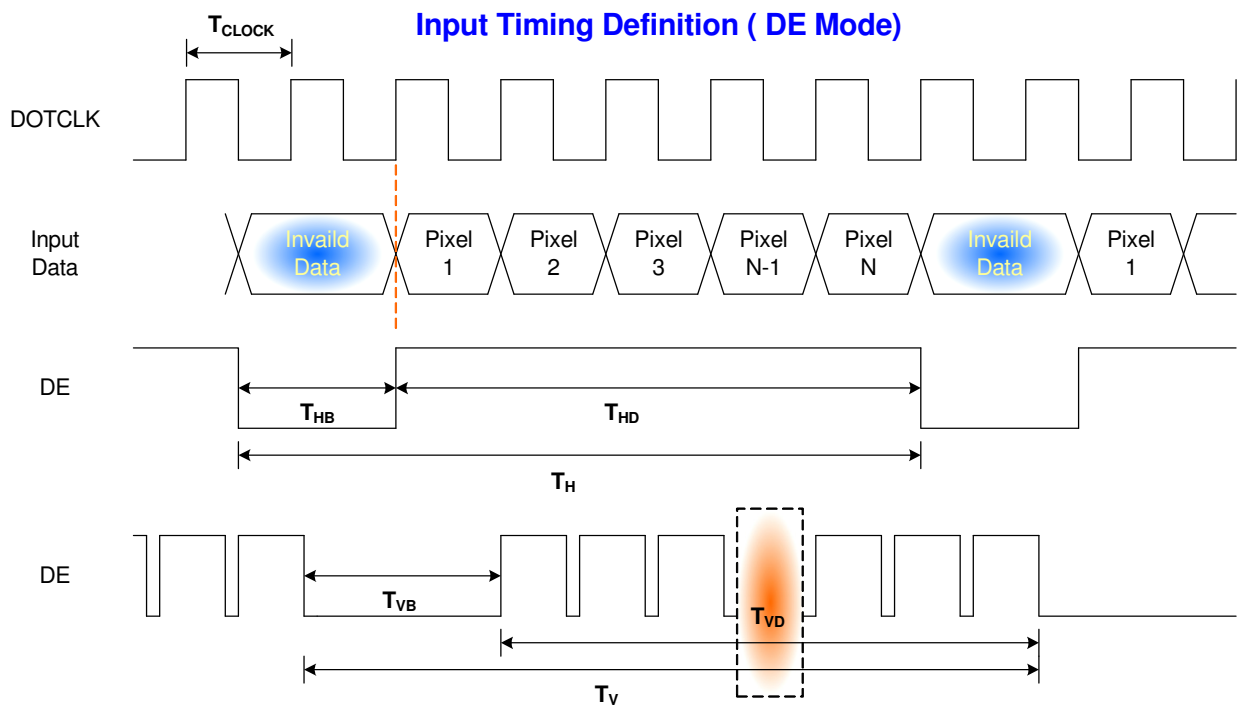 Input Timing Definition ( DE Mode)
TCLOCK
DOTCLK
Input
Data
Invaild
Data
Pixel
1
Pixel
2
Pixel
3
Pixel
N-1
Pixel
N
Invaild
Data
Pixel
1
DE
THB
THD
TH
DE
TVB
TVD
TV